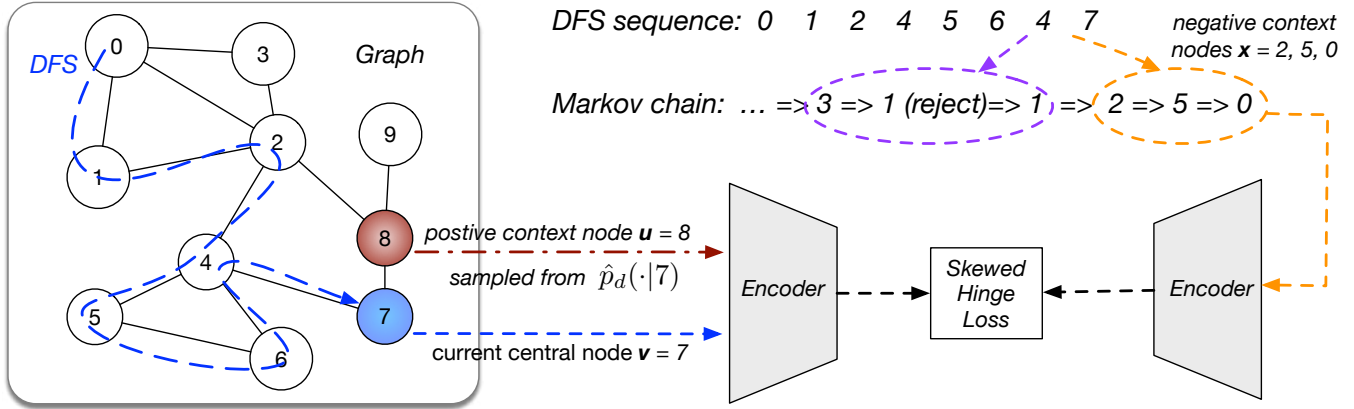 DFS sequence: 0 1 2 4 5 6 4 7
negative context
nodes x = 2, 5, 0
Markov chain: ... => 3 => 1 (reject)=> 1 => 2 => 5 => 0
DFS
Graph
0
3
9
2
1
8
4
7
5
6
postive context node u = 8
sampled from p̂_d(·|7)
current central node v = 7
Encoder
Skewed
Hinge
Loss
Encoder